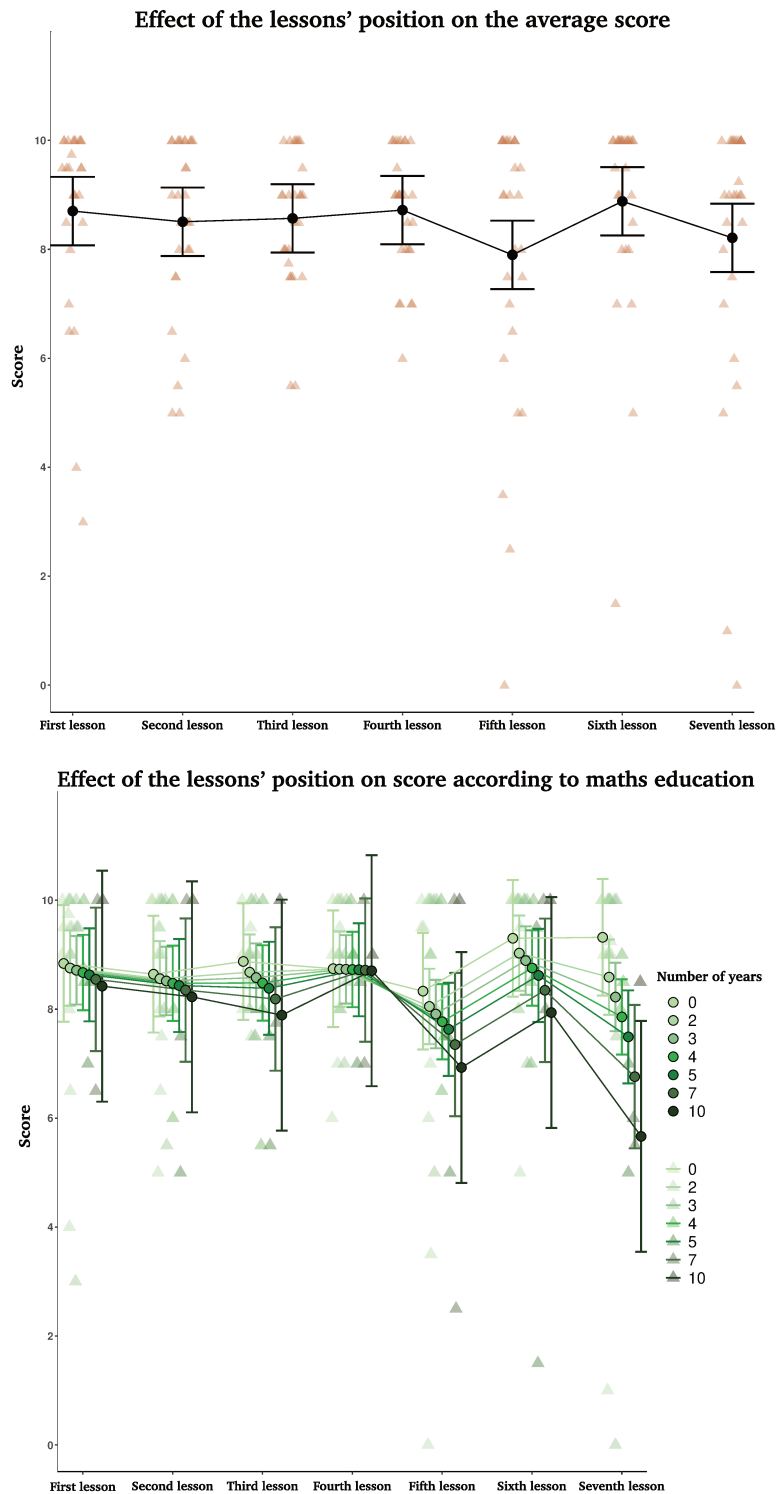 Effect of the lessons’ position on the average score
10
8
6
4
2
0
Score
First lesson
Second lesson
Third lesson
Fourth lesson
Fifth lesson
Sixth lesson
Seventh lesson
Effect of the lessons’ position on score according to maths education
10
8
6
4
2
0
Score
First lesson
Second lesson
Third lesson
Fourth lesson
Fifth lesson
Sixth lesson
Seventh lesson
Number of years
0
2
3
4
5
7
10
0
2
3
4
5
7
10